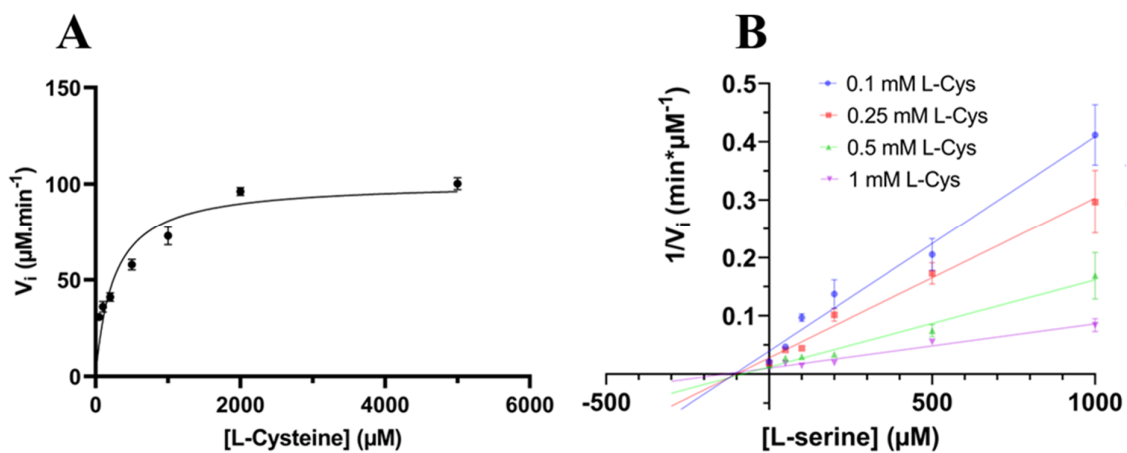 A
150
100
50
0
0
2000
4000
6000
Vi (µM.min⁻¹)
[L-Cysteine] (µM)
B
0.5
0.4
0.3
0.2
0.1
-500
500
1000
1/Vi (min*µM⁻¹)
[L-serine] (µM)
0.1 mM L-Cys
0.25 mM L-Cys
0.5 mM L-Cys
1 mM L-Cys